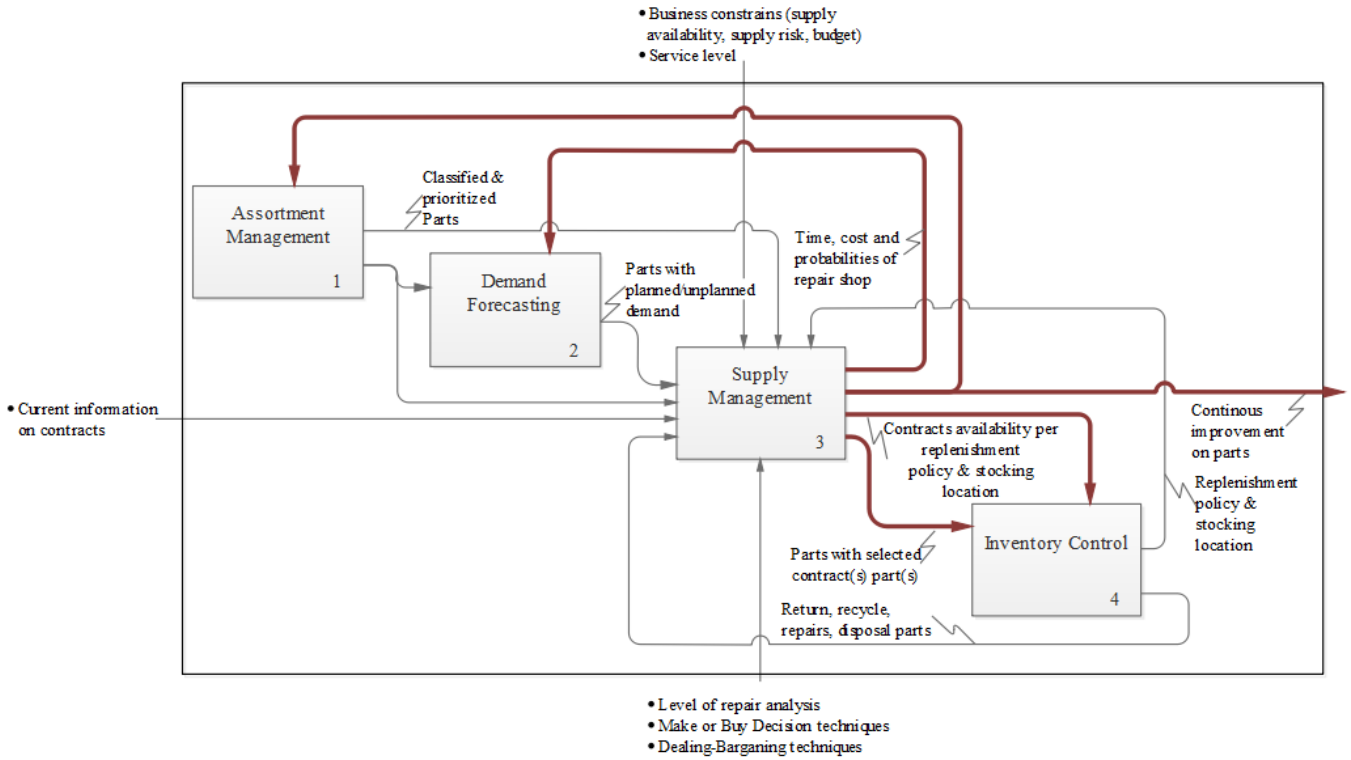 • Business constrains (supply
availability, supply risk, budget)
• Service level
Classified &
prioritized
Parts
Assortment
Management
1
Demand
Forecasting
2
Parts with
planned/unplanned
demand
Time, cost and
probabilities of
repair shop
Supply
Management
3
• Current information
on contracts
Continous
improvement
on parts
Contracts availability per
replenishment
policy & stocking
location
Replenishment
policy &
stocking
location
Inventory Control
4
Parts with selected
contract(s) part(s)
Return, recycle,
repairs, disposal parts
• Level of repair analysis
• Make or Buy Decision techniques
• Dealing-Barganing techniques